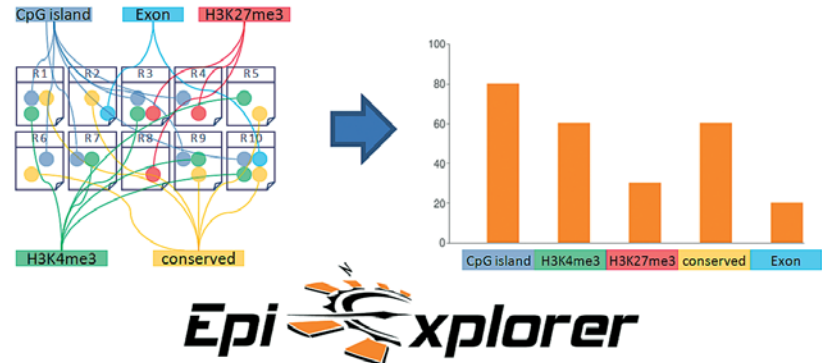 CpG island Exon H3K27me3
R1 R2 R3 R4 R5
R6 R7 R8 R9 R10
H3K4me3 conserved
100
80
60
40
20
0
CpG island H3K4me3 H3K27me3 conserved Exon
N
Epi Xplorer